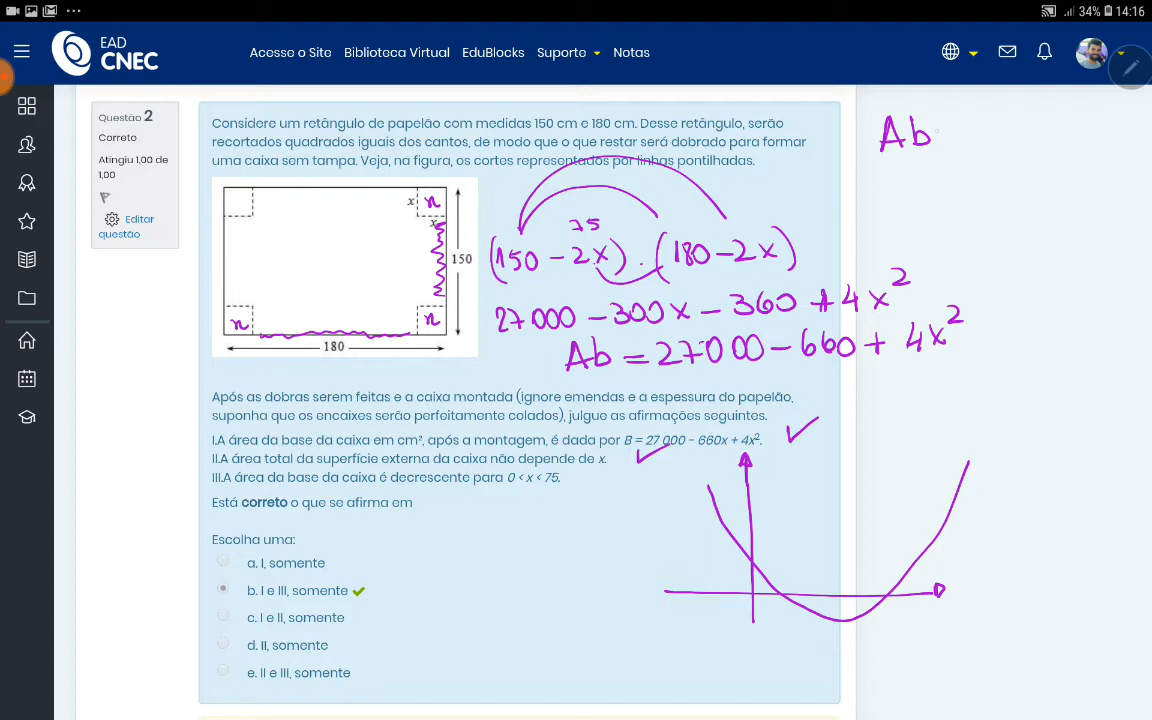 34% 14:16
EAD
CNEC
Acesse o Site Biblioteca Virtual EduBlocks Suporte Notas
Questão 2
Correto
Atingiu 1,00 de
1,00
Editar
questão
Considere um retângulo de papelão com medidas 150 cm e 180 cm. Desse retângulo, serão
recortados quadrados iguais dos cantos, de modo que o que restar será dobrado para formar
uma caixa sem tampa. Veja, na figura, os cortes representados por linhas pontilhadas.
Ab
x x
x
75
150
(150 - 2x) . (180 - 2x)
27 000 - 300x - 360 + 4x²
x x
180
Ab = 27000 - 660 + 4x²
Após as dobras serem feitas e a caixa montada (ignore emendas e a espessura do papelão,
suponha que os encaixes serão perfeitamente colados), julgue as afirmações seguintes.
I.A área da base da caixa em cm², após a montagem, é dada por B = 27 000 - 660x + 4x².
II.A área total da superfície externa da caixa não depende de x.
III.A área da base da caixa é decrescente para 0 < x < 75.
Está correto o que se afirma em
Escolha uma:
a. I, somente
b. I e III, somente
c. I e II, somente
d. II, somente
e. II e III, somente